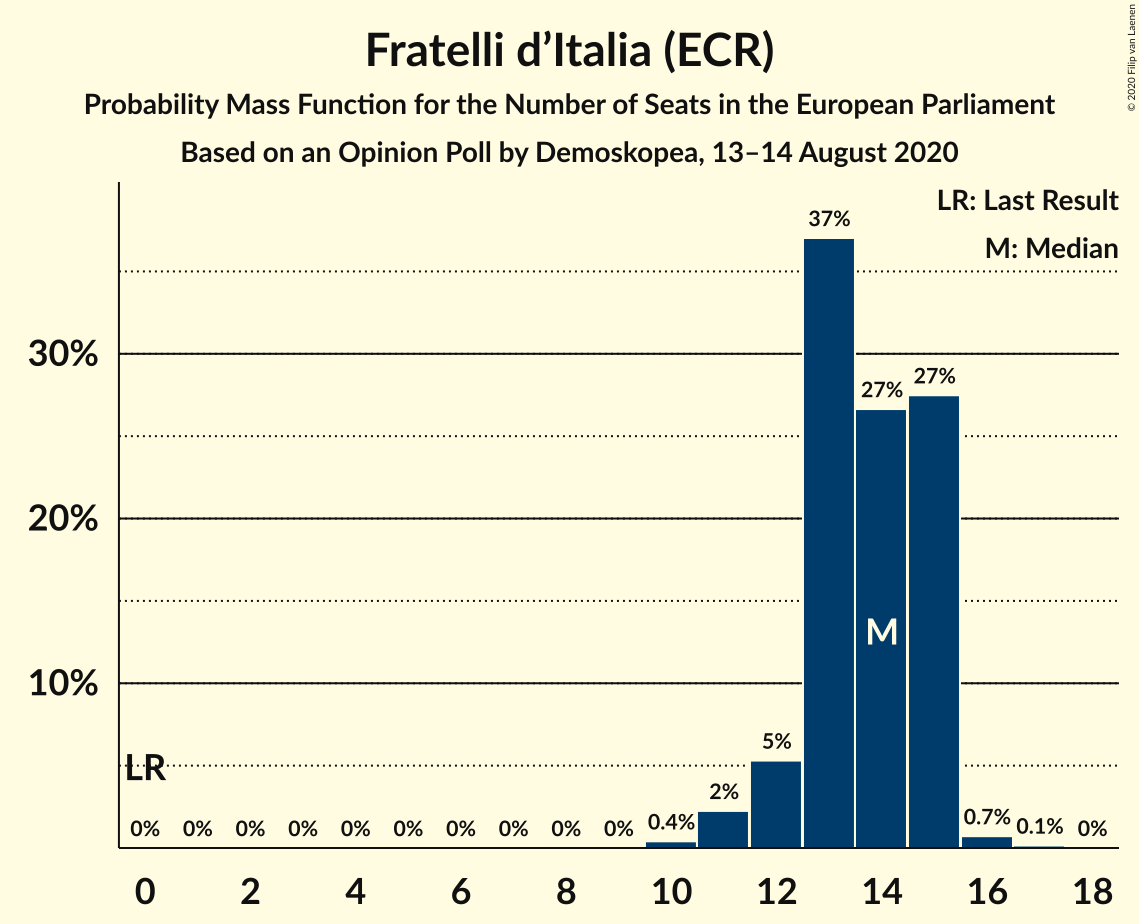 Fratelli d’Italia (ECR)
Probability Mass Function for the Number of Seats in the European Parliament
Based on an Opinion Poll by Demoskopea, 13–14 August 2020
© 2020 Filip van Laenen
LR: Last Result
M: Median
30%
20%
10%
LR
M
0% 0% 0% 0% 0% 0% 0% 0% 0% 0% 0.4% 2% 5% 37% 27% 27% 0.7% 0.1% 0%
0 2 4 6 8 10 12 14 16 18